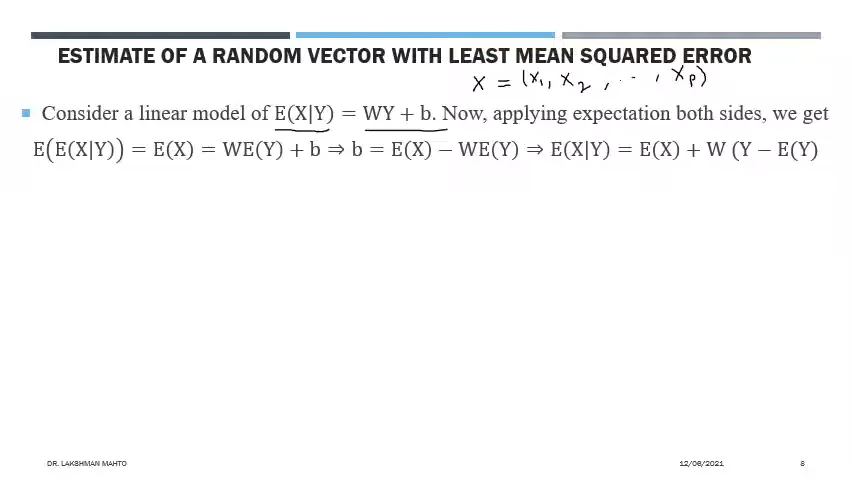 ESTIMATE OF A RANDOM VECTOR WITH LEAST MEAN SQUARED ERROR
X = (X₁, X₂, ..., Xₚ)
Consider a linear model of E(X|Y) = WY + b. Now, applying expectation both sides, we get
E(E(X|Y)) = E(X) = WE(Y) + b ⇒ b = E(X) − WE(Y) ⇒ E(X|Y) = E(X) + W (Y − E(Y)
DR. LAKSHMAN MAHTO 12/08/2021 8